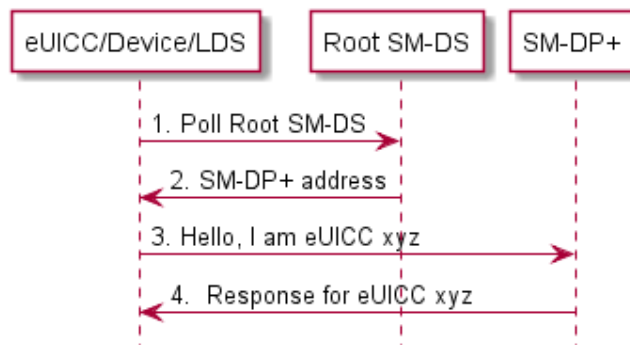 eUICC/Device/LDS
Root SM-DS
SM-DP+
1. Poll Root SM-DS
2. SM-DP+ address
3. Hello, I am eUICC xyz
4.  Response for eUICC xyz